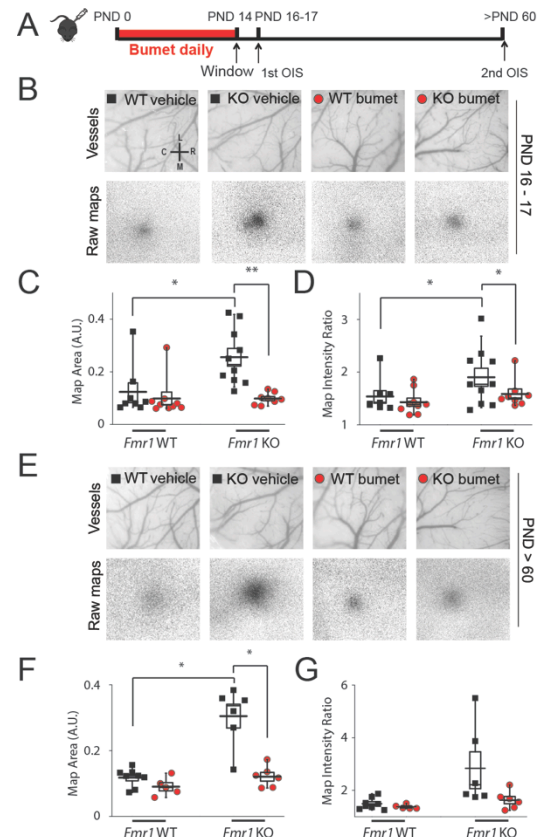 A
PND 0
PND 14
PND 16-17
>PND 60
Bumet daily
Window
1st OIS
2nd OIS
B
WT vehicle
KO vehicle
WT bumet
KO bumet
Vessels
L
C
R
M
Raw maps
PND 16 - 17
C
*
**
Map Area (A.U.)
0.4
0.2
0
Fmr1 WT
Fmr1 KO
D
*
*
Map Intensity Ratio
3
2
1
Fmr1 WT
Fmr1 KO
E
WT vehicle
KO vehicle
WT bumet
KO bumet
Vessels
Raw maps
PND > 60
F
*
*
Map Area (A.U.)
0.4
0.2
0
Fmr1 WT
Fmr1 KO
G
Map Intensity Ratio
6
4
2
Fmr1 WT
Fmr1 KO